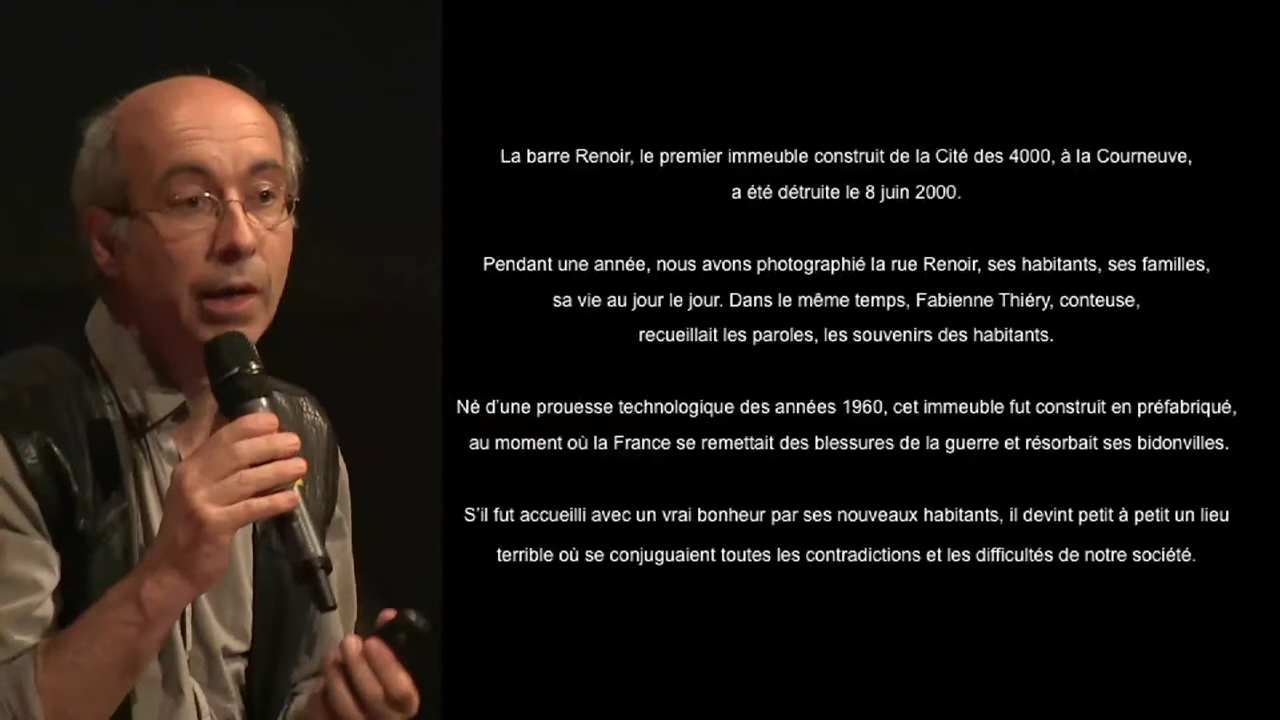 La barre Renoir, le premier immeuble construit de la Cité des 4000, à la Courneuve,
a été détruite le 8 juin 2000.
Pendant une année, nous avons photographié la rue Renoir, ses habitants, ses familles,
sa vie au jour le jour. Dans le même temps, Fabienne Thiéry, conteuse,
recueillait les paroles, les souvenirs des habitants.
Né d'une prouesse technologique des années 1960, cet immeuble fut construit en préfabriqué,
au moment où la France se remettait des blessures de la guerre et résorbait ses bidonvilles.
S'il fut accueilli avec un vrai bonheur par ses nouveaux habitants, il devint petit à petit un lieu
terrible où se conjuguaient toutes les contradictions et les difficultés de notre société.